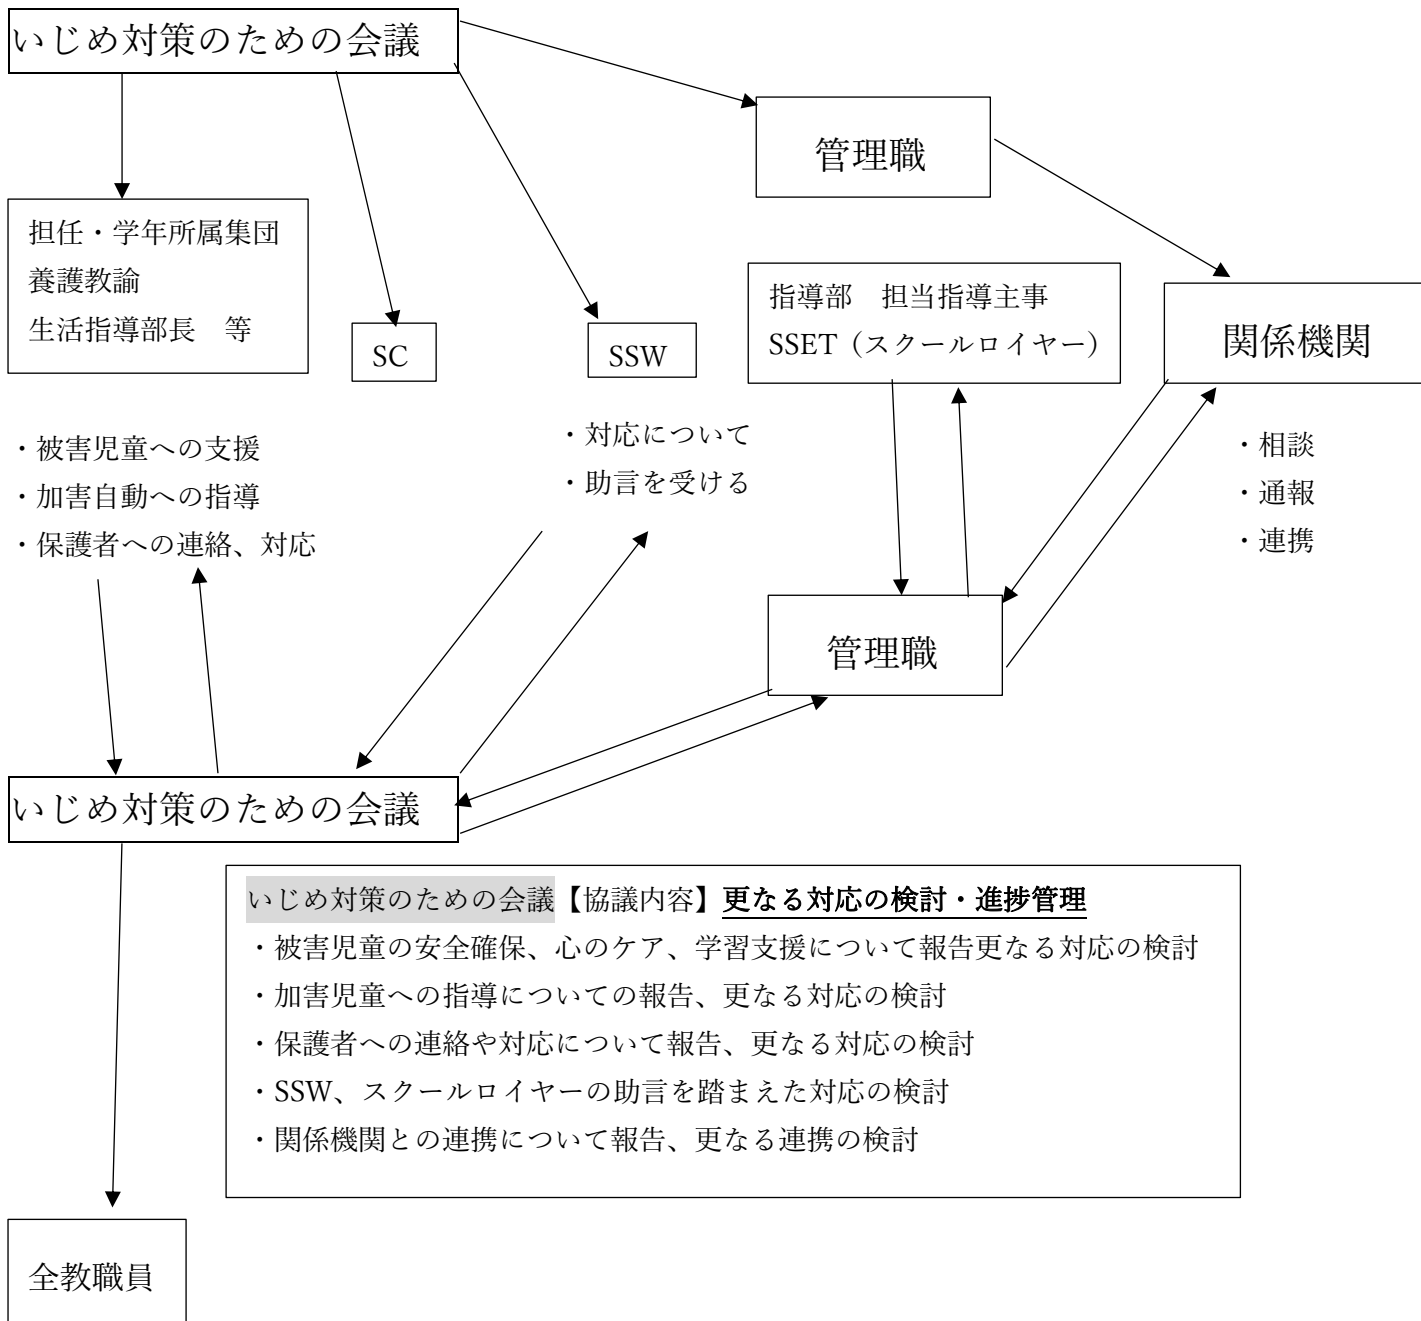 いじめ対策のための会議
管理職
担任・学年所属集団
養護教諭
生活指導部長　等
SC
SSW
指導部　担当指導主事
SSET（スクールロイヤー）
関係機関
・被害児童への支援
・加害自動への指導
・保護者への連絡、対応
・対応について
・助言を受ける
・相談
・通報
・連携
管理職
いじめ対策のための会議
いじめ対策のための会議【協議内容】更なる対応の検討・進捗管理
・被害児童の安全確保、心のケア、学習支援について報告更なる対応の検討
・加害児童への指導についての報告、更なる対応の検討
・保護者への連絡や対応について報告、更なる対応の検討
・SSW、スクールロイヤーの助言を踏まえた対応の検討
・関係機関との連携について報告、更なる連携の検討
全教職員